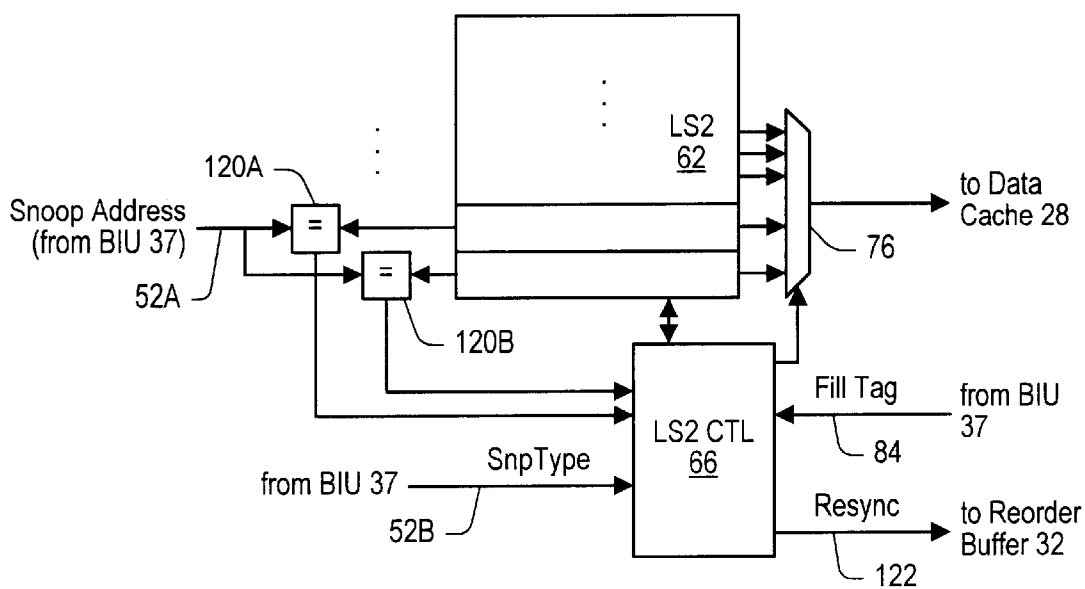 LS2
62
120A
Snoop Address
(from BIU 37)
=
=
52A
120B
to Data
Cache 28
76
LS2 CTL
66
Fill Tag
from BIU
37
84
SnpType
from BIU 37
52B
Resync
to Reorder
Buffer 32
122